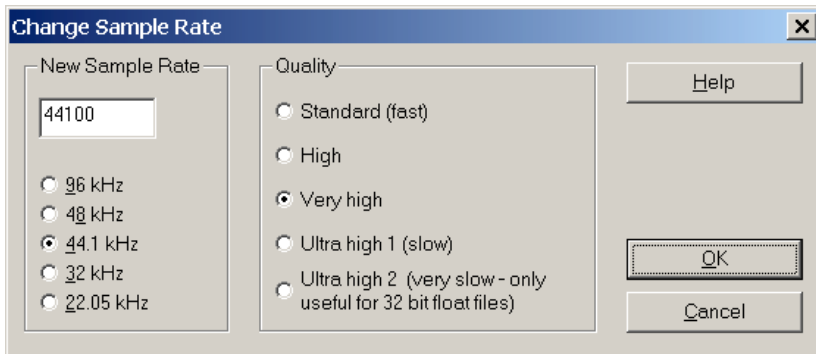 Change Sample Rate
New Sample Rate
44100
96 kHz
48 kHz
44.1 kHz
32 kHz
22.05 kHz
Quality
Standard (fast)
High
Very high
Ultra high 1 (slow)
Ultra high 2 (very slow - only
useful for 32 bit float files)
Help
OK
Cancel